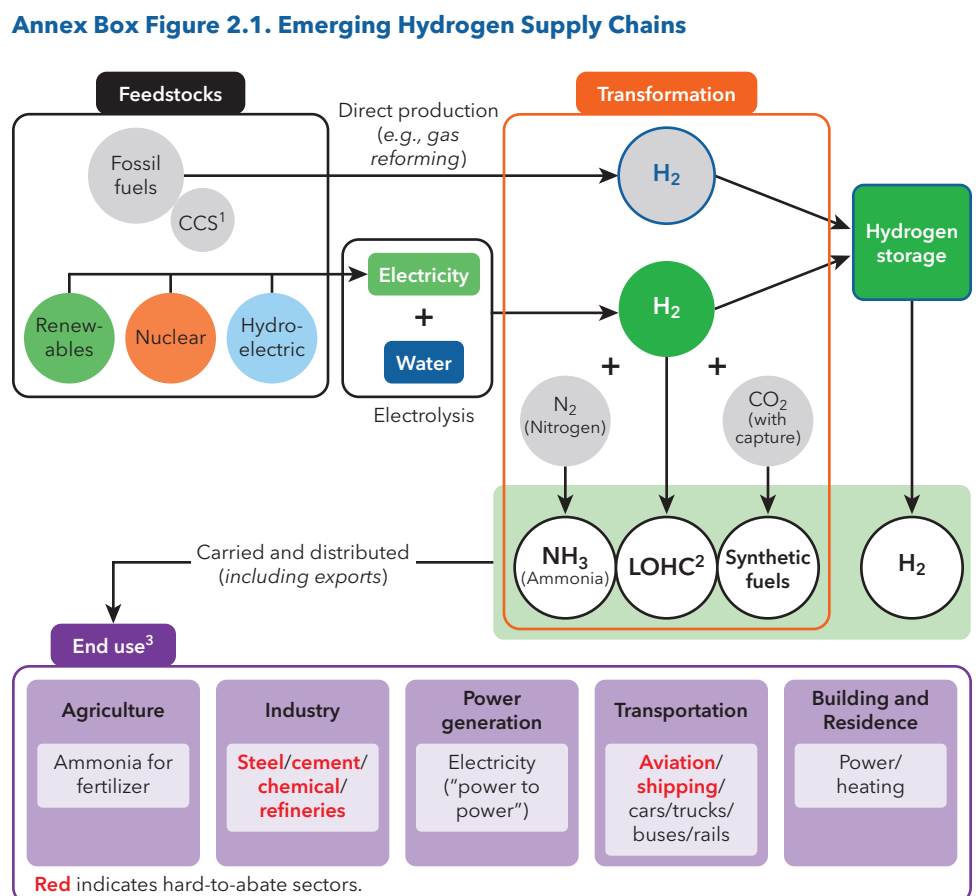 Annex Box Figure 2.1. Emerging Hydrogen Supply Chains
Feedstocks
Direct production
(e.g., gas
reforming)
Transformation
Fossil
fuels
CCS¹
H₂
Hydrogen
storage
Renew-
ables
Nuclear
Hydro-
electric
Electricity
+
Water
Electrolysis
H₂
+
+
N₂
(Nitrogen)
CO₂
(with
capture)
NH₃
(Ammonia)
LOHC²
Synthetic
fuels
H₂
Carried and distributed
(including exports)
End use³
Agriculture
Ammonia for
fertilizer
Industry
Steel/cement/
chemical/
refineries
Power
generation
Electricity
(“power to
power”)
Transportation
Aviation/
shipping/
cars/trucks/
buses/rails
Building and
Residence
Power/
heating
Red indicates hard-to-abate sectors.